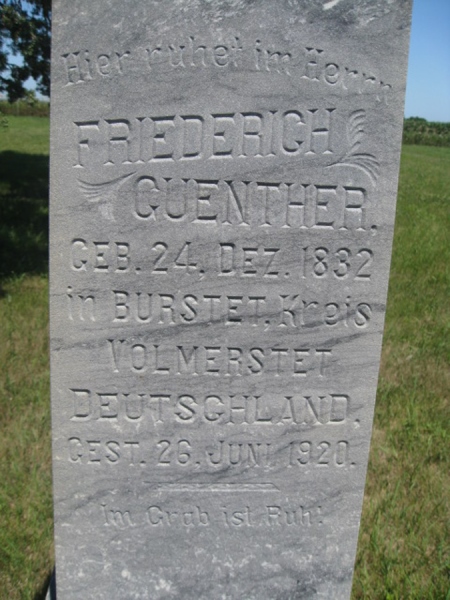 Hier ruhet im Herrn
FRIEDERICH
GUENTHER.
GEB. 24, DEZ. 1832
in BURSTET, Kreis
VOLMERSTET
DEUTSCHLAND,
GEST. 26. JUNI 1920.
Im Grab ist Ruh!